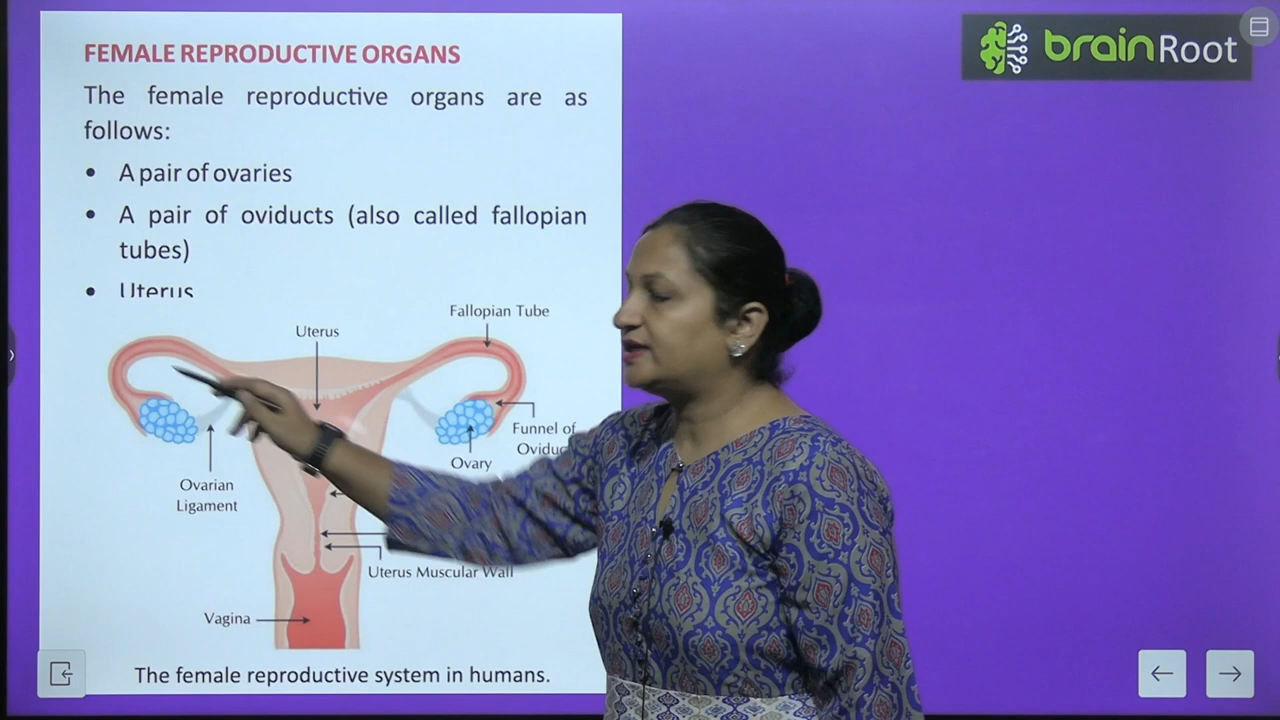 FEMALE REPRODUCTIVE ORGANS
The female reproductive organs are as
follows:
• A pair of ovaries
• A pair of oviducts (also called fallopian
tubes)
• Uterus
Fallopian Tube
Uterus
Funnel of
Ovary
Ovarian
Ligament
Uterus Muscular Wall
Vagina
The female reproductive system in humans.
brainRoot